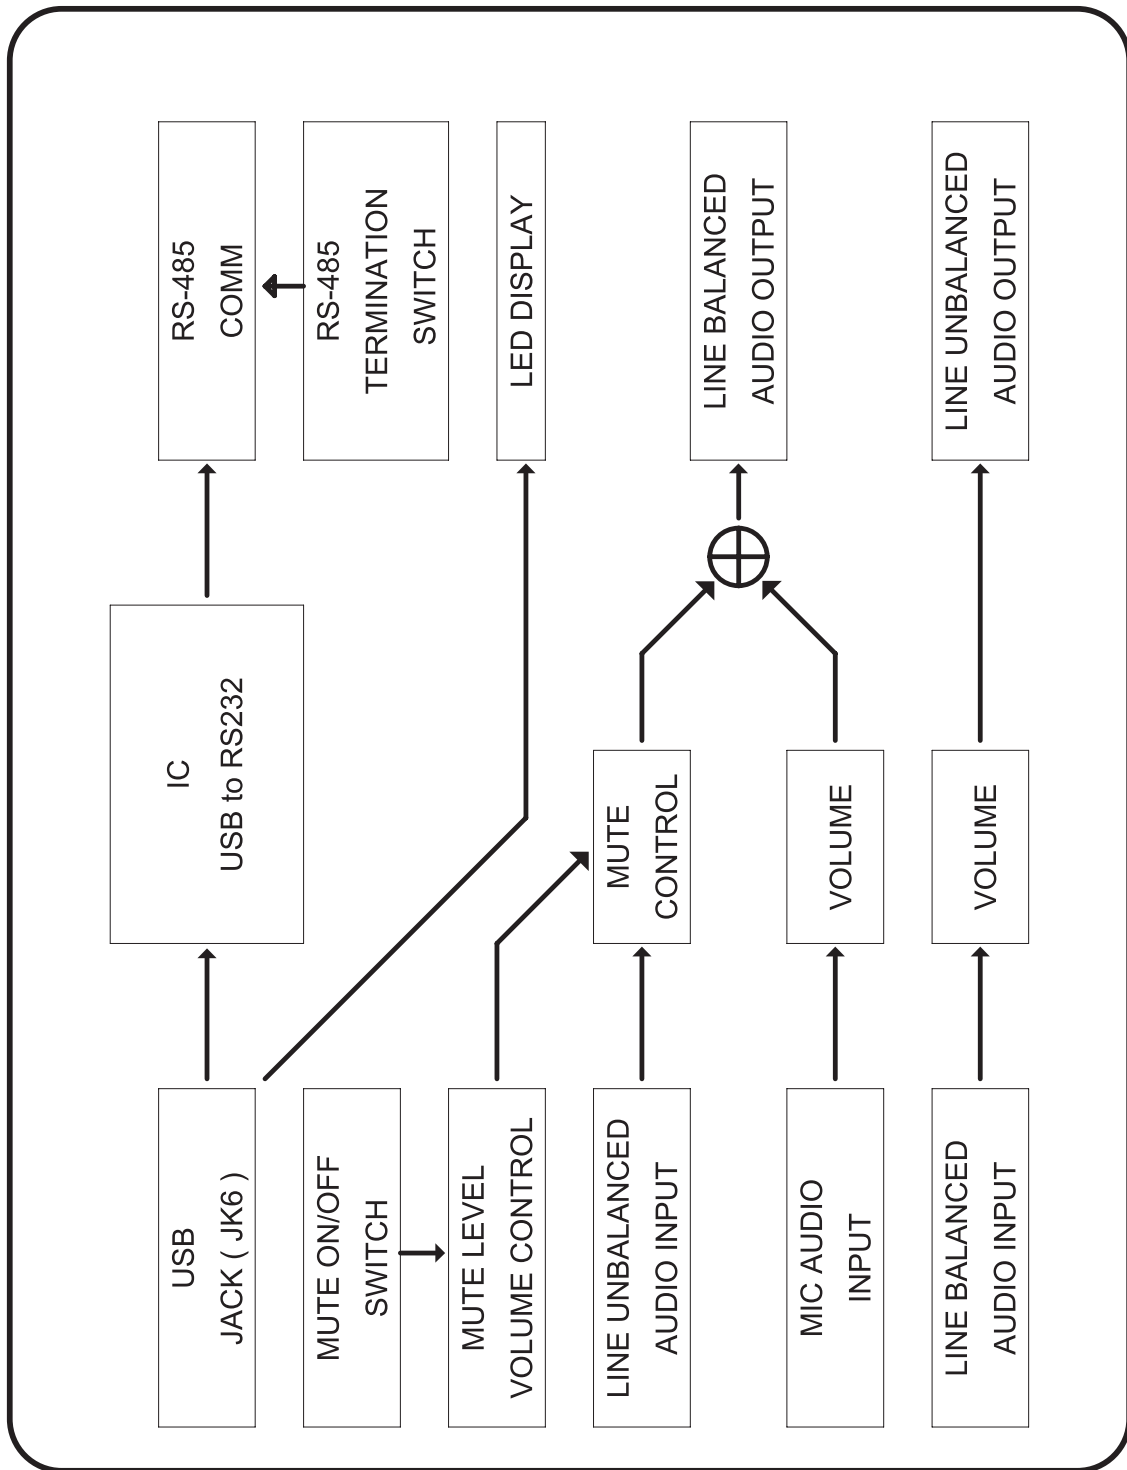 USB
JACK ( JK6 )
IC
USB to RS232
RS-485
COMM
MUTE ON/OFF
SWITCH
RS-485
TERMINATION
SWITCH
MUTE LEVEL
VOLUME CONTROL
LED DISPLAY
LINE UNBALANCED
AUDIO INPUT
MUTE
CONTROL
LINE BALANCED
AUDIO OUTPUT
MIC AUDIO
INPUT
VOLUME
LINE BALANCED
AUDIO INPUT
VOLUME
LINE UNBALANCED
AUDIO OUTPUT